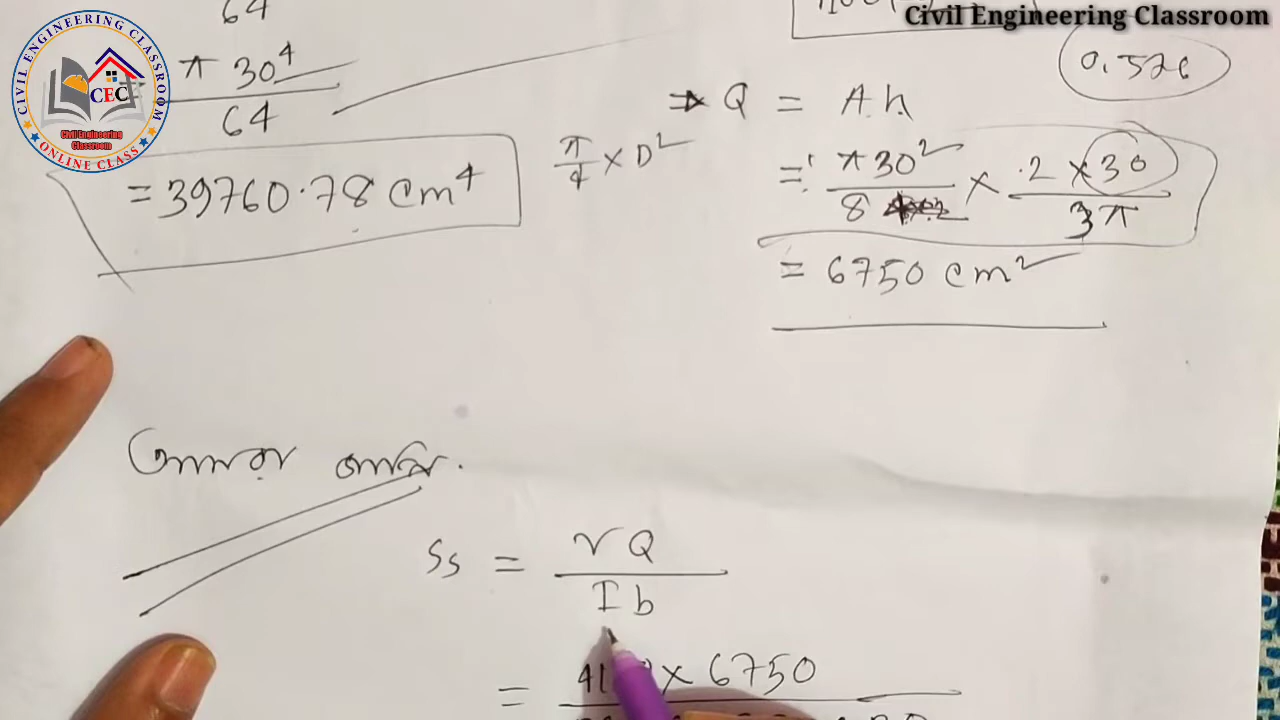 Civil Engineering Classroom
CIVIL ENGINEERING CLASSROOM
CEC
Civil Engineering
Classroom
ONLINE CLASS
64
= π 30⁴
64
= 39760.78 cm⁴
π/4 × D²
0.526
⇒ Q = A h
= π 30² / 8 × 2 × 30 / 3π
= 6750 cm²
আমরা জানি.
Ss = VQ
I b
= × 6750